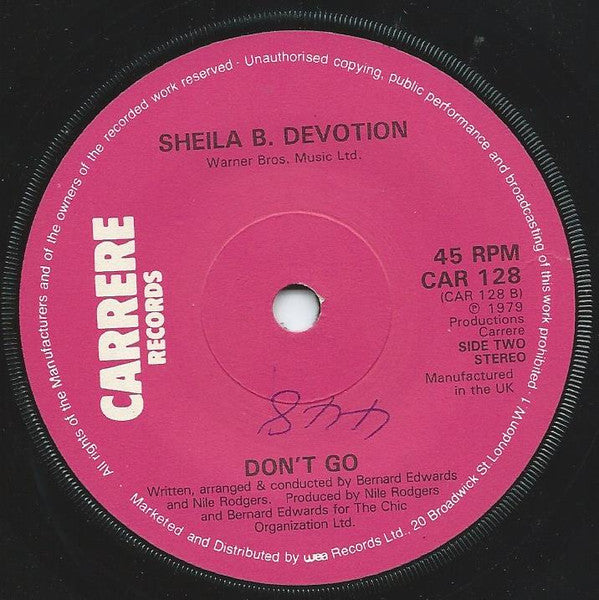 All rights of the Manufacturers and of the owners of the recorded work reserved · Unauthorised copying, public performance and broadcasting of this work prohibited
SHEILA B. DEVOTION
Warner Bros. Music Ltd.
CARRERE
RECORDS
45 RPM
CAR 128
(CAR 128 B)
Ⓟ 1979
Productions
Carrere
SIDE TWO
STEREO
Manufactured
in the UK
DON'T GO
Written, arranged & conducted by Bernard Edwards
and Nile Rodgers. Produced by Nile Rodgers
and Bernard Edwards for The Chic
Organization Ltd.
Marketed and Distributed by wea Records Ltd., 20 Broadwick St. London W 1